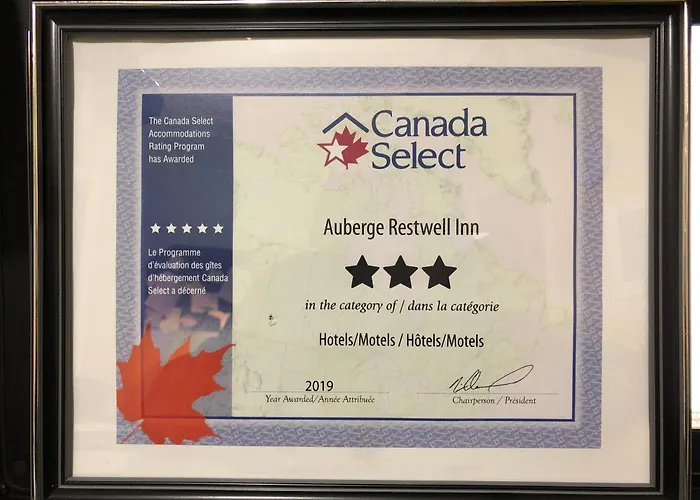 The Canada Select
Accommodations
Rating Program
has Awarded
Le Programme
d'évaluation des gîtes
d'hébergement Canada
Select a décerné
Canada
Select
Auberge Restwell Inn
in the category of / dans la catégorie
Hotels/Motels / Hôtels/Motels
2019
Year Awarded/Année Attribuée
Chairperson / Président